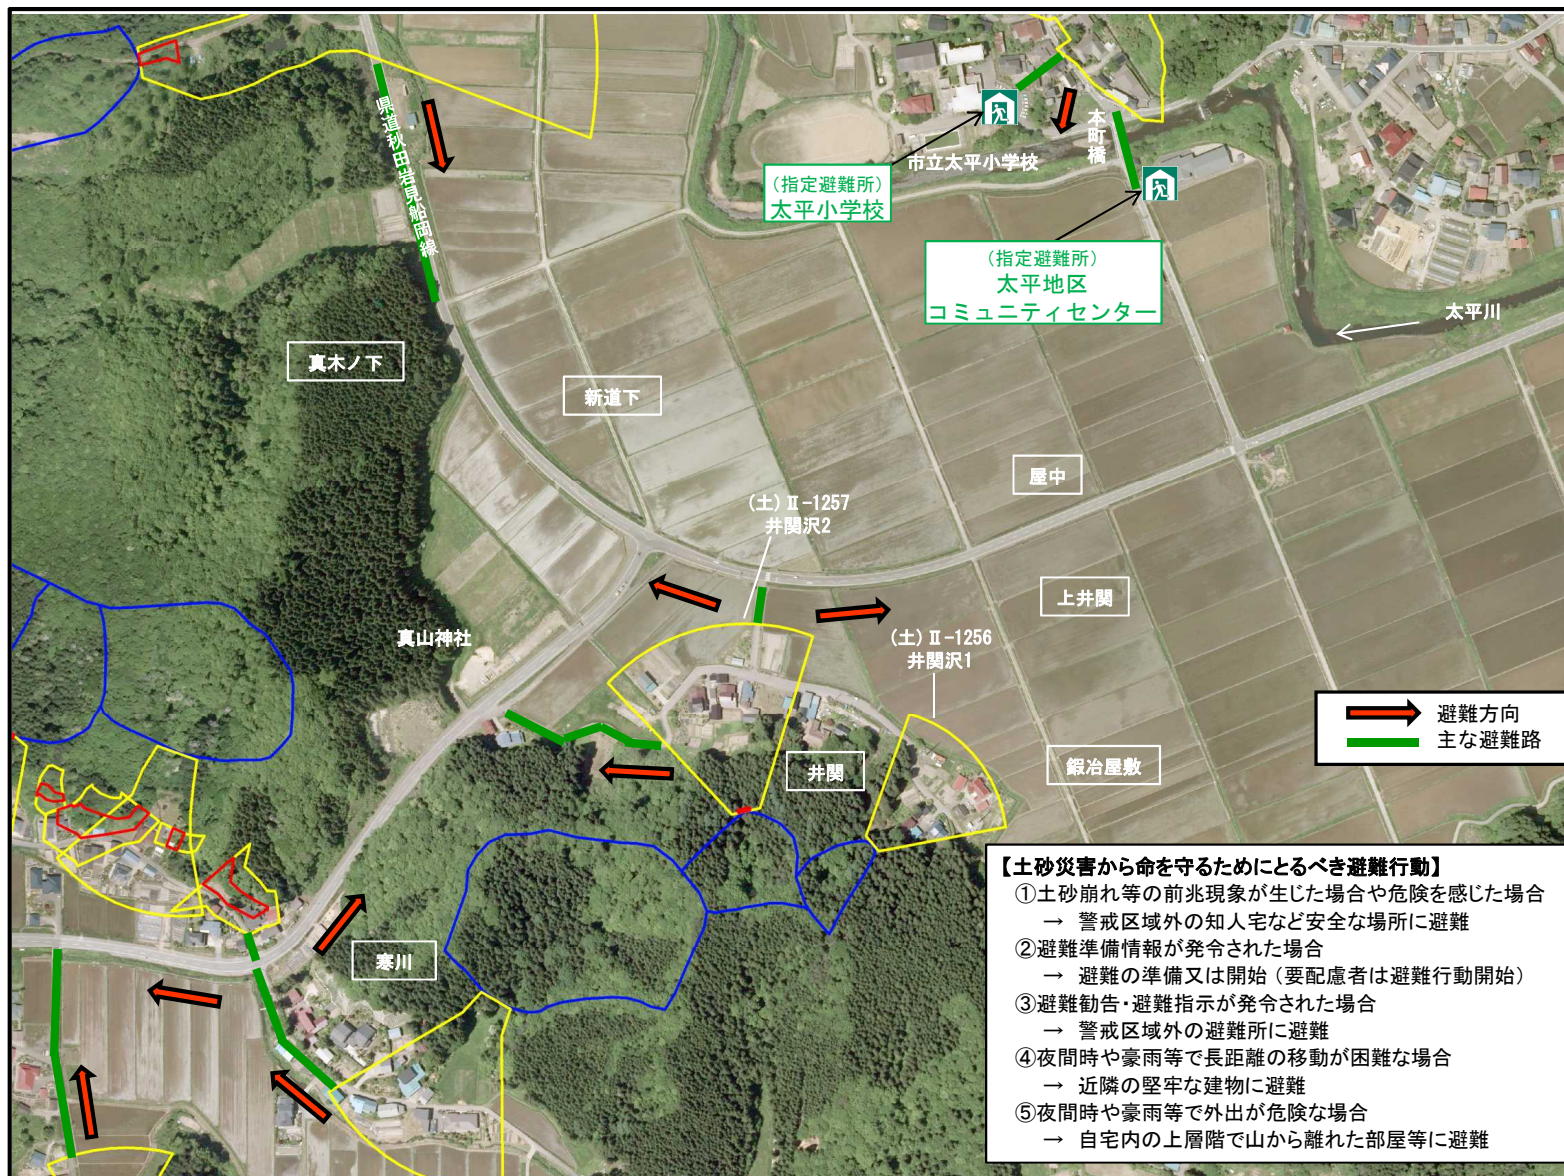 県道秋田岩見船岡線
本町橋
市立太平小学校
(指定避難所)
太平小学校
(指定避難所)
太平地区
コミュニティセンター
太平川
真木ノ下
新道下
屋中
(土)Ⅱ-1257
井関沢2
上井関
真山神社
(土)Ⅱ-1256
井関沢1
避難方向
主な避難路
井関
鍛冶屋敷
寒川
【土砂災害から命を守るためにとるべき避難行動】
①土砂崩れ等の前兆現象が生じた場合や危険を感じた場合
→ 警戒区域外の知人宅など安全な場所に避難
②避難準備情報が発令された場合
→ 避難の準備又は開始(要配慮者は避難行動開始)
③避難勧告・避難指示が発令された場合
→ 警戒区域外の避難所に避難
④夜間時や豪雨等で長距離の移動が困難な場合
→ 近隣の堅牢な建物に避難
⑤夜間時や豪雨等で外出が危険な場合
→ 自宅内の上層階で山から離れた部屋等に避難